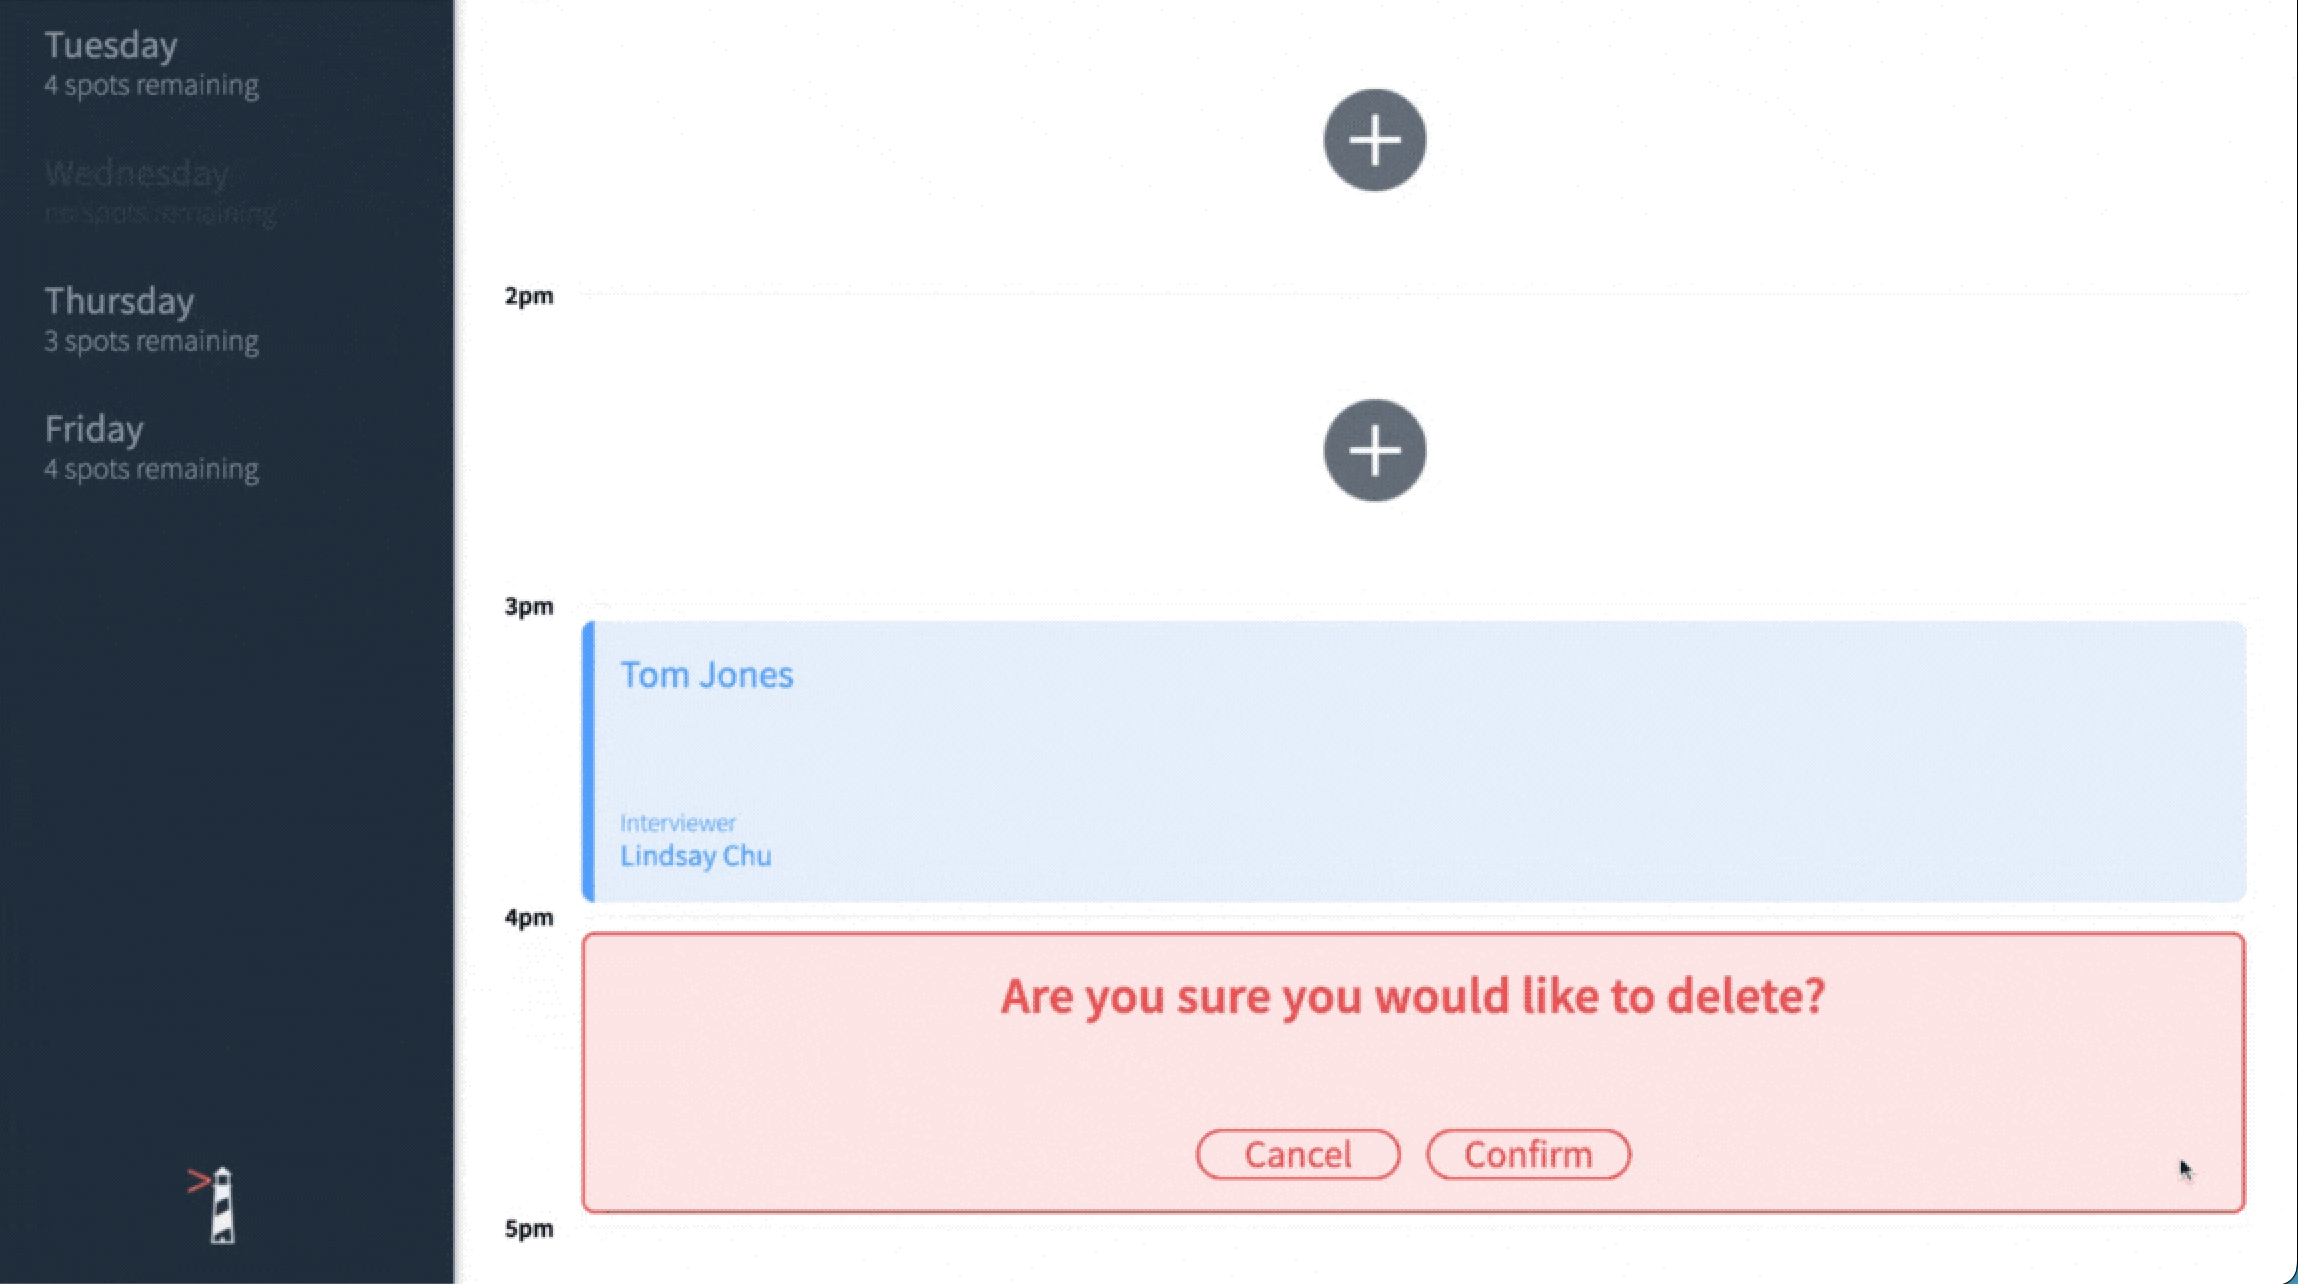 Tuesday
4 spots remaining
Wednesday
no spots remaining
Thursday
3 spots remaining
Friday
4 spots remaining
2pm
3pm
Tom Jones
Interviewer
Lindsay Chu
4pm
Are you sure you would like to delete?
Cancel
Confirm
5pm